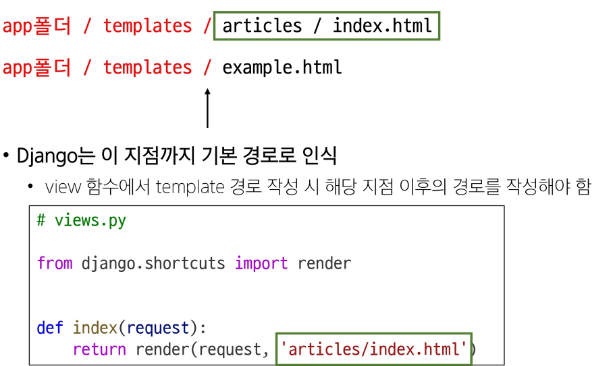 app폴더 / templates / articles / index.html
app폴더 / templates / example.html
• Django는 이 지점까지 기본 경로로 인식
• view 함수에서 template 경로 작성 시 해당 지점 이후의 경로를 작성해야 함
# views.py
from django.shortcuts import render
def index(request):
return render(request, 'articles/index.html')